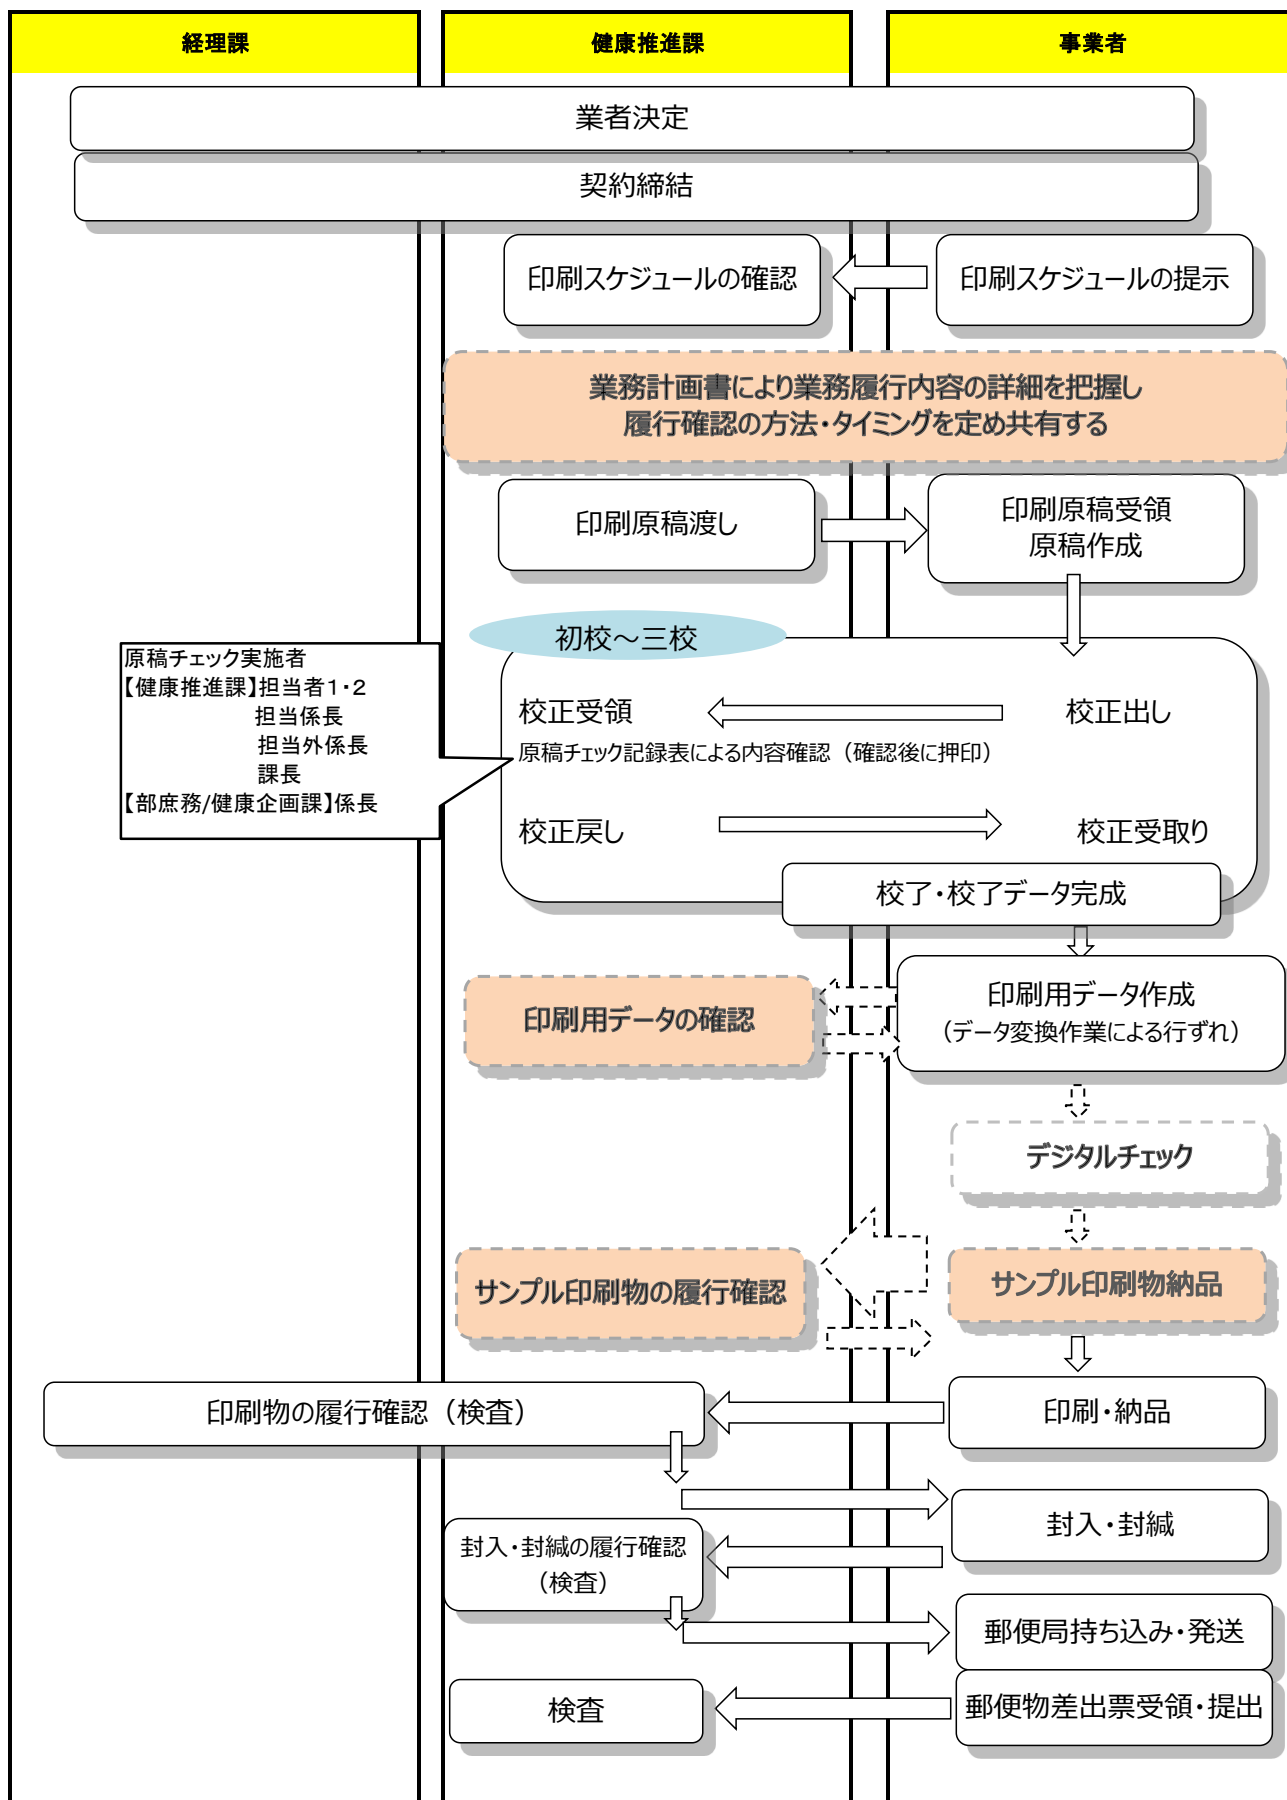 経理課
健康推進課
事業者
業者決定
契約締結
印刷スケジュールの確認
印刷スケジュールの提示
業務計画書により業務履行内容の詳細を把握し
履行確認の方法・タイミングを定め共有する
印刷原稿渡し
印刷原稿受領
原稿作成
初校～三校
原稿チェック実施者
【健康推進課】担当者1・2
担当係長
担当外係長
課長
【部庶務/健康企画課】係長
校正受領
校正出し
原稿チェック記録表による内容確認（確認後に押印）
校正戻し
校正受取り
校了・校了データ完成
印刷用データの確認
印刷用データ作成
（データ変換作業による行ずれ）
デジタルチェック
サンプル印刷物の履行確認
サンプル印刷物納品
印刷物の履行確認（検査）
印刷・納品
封入・封緘の履行確認
（検査）
封入・封緘
郵便局持ち込み・発送
検査
郵便物差出票受領・提出